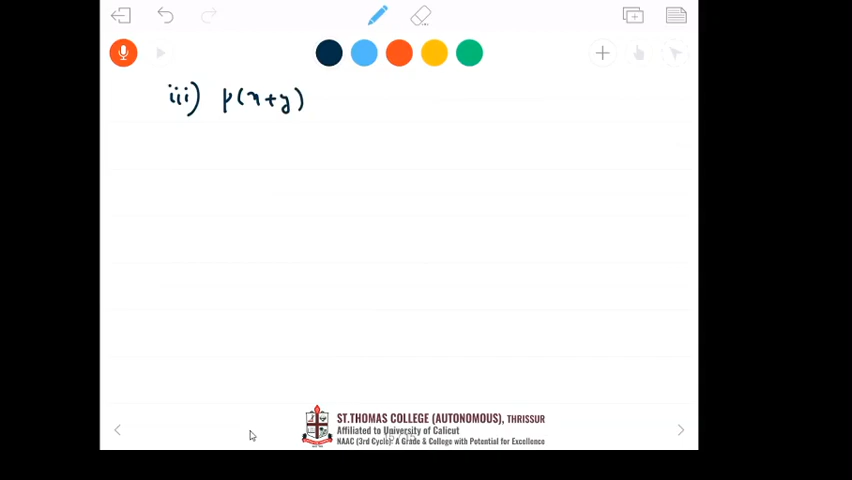 iii) p(x+y)
ST.THOMAS COLLEGE (AUTONOMOUS), THRISSUR
Affiliated to University of Calicut
NAAC (3rd Cycle): A Grade & College with Potential for Excellence